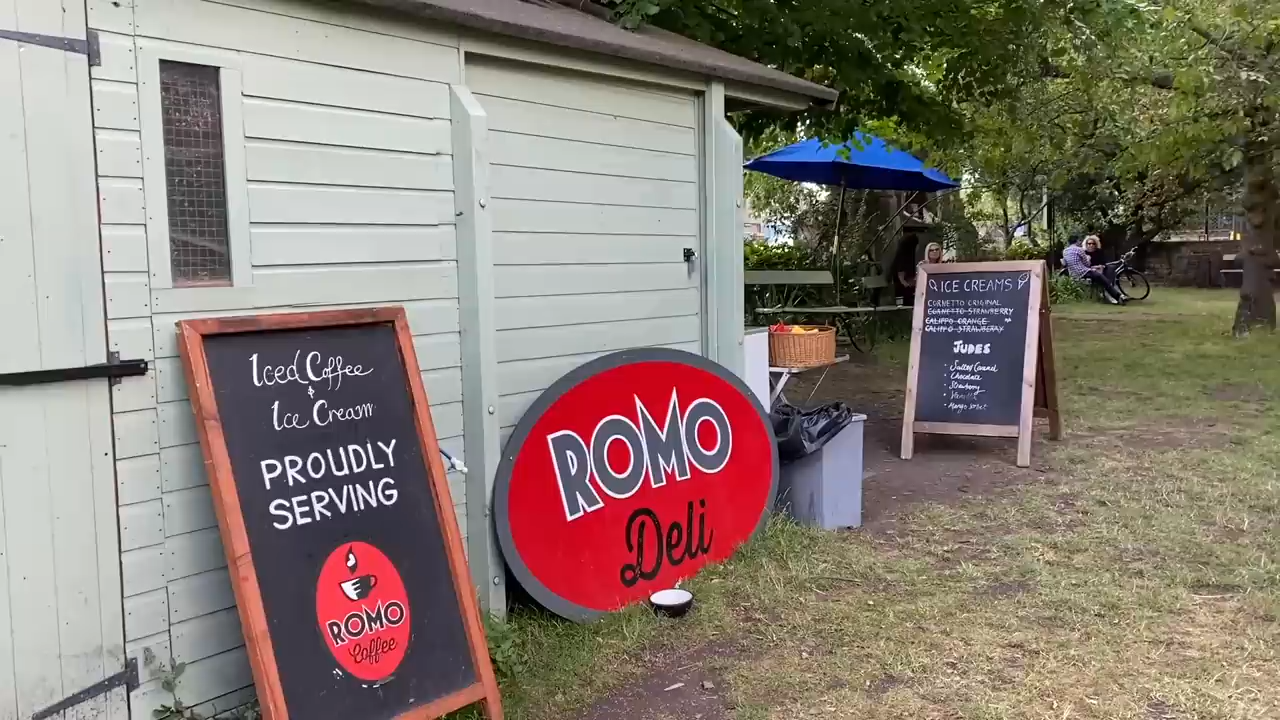 Iced Coffee
+
Ice Cream
PROUDLY
SERVING
ROMO
Coffee
ROMO
Deli
ICE CREAMS
CORNETTO ORIGINAL
CORNETTO STRAWBERRY
CALIPPO ORANGE
CALIPPO STRAWBERRY
JUDES
• Salted Caramel
• Chocolate
• Strawberry
• Vanilla
• Mango sorbet